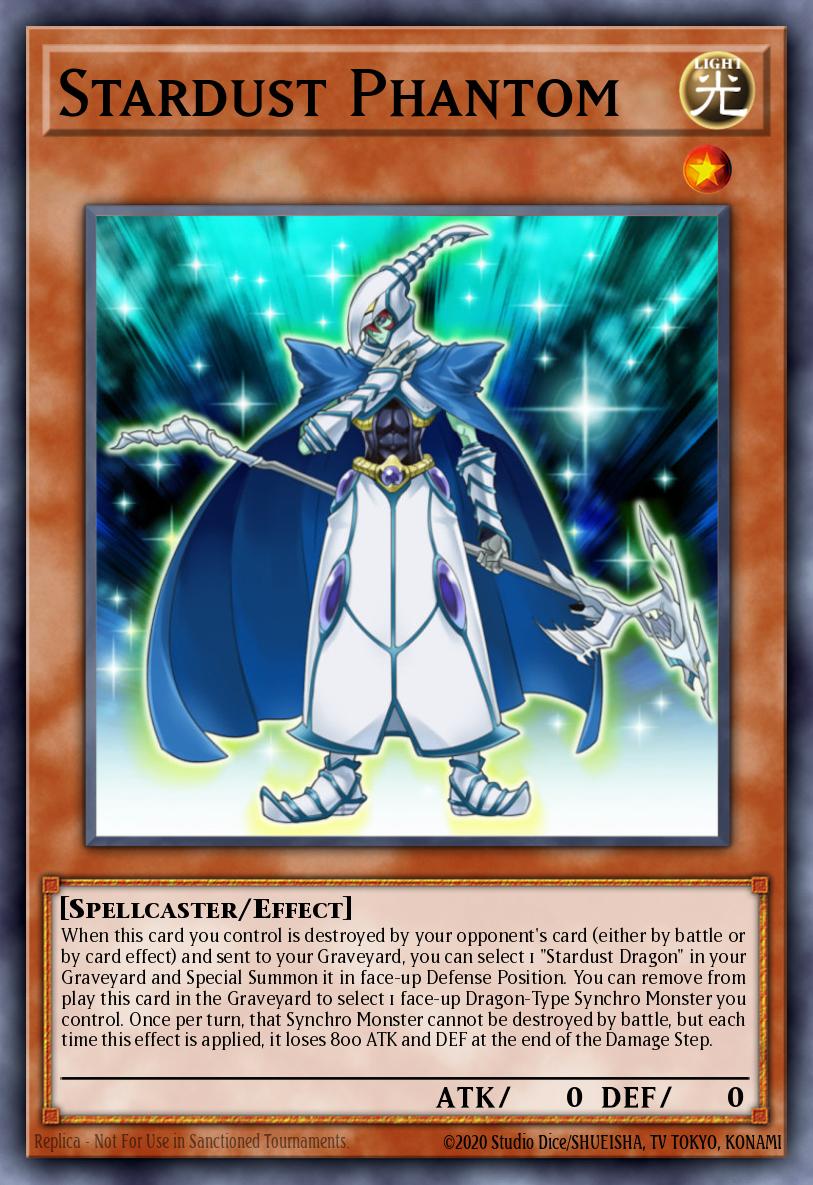 Stardust Phantom
LIGHT
光
[Spellcaster/Effect]
When this card you control is destroyed by your opponent's card (either by battle or
by card effect) and sent to your Graveyard, you can select 1 "Stardust Dragon" in your
Graveyard and Special Summon it in face-up Defense Position. You can remove from
play this card in the Graveyard to select 1 face-up Dragon-Type Synchro Monster you
control. Once per turn, that Synchro Monster cannot be destroyed by battle, but each
time this effect is applied, it loses 800 ATK and DEF at the end of the Damage Step.
ATK/ 0 DEF/ 0
Replica - Not For Use in Sanctioned Tournaments.
©2020 Studio Dice/SHUEISHA, TV TOKYO, KONAMI